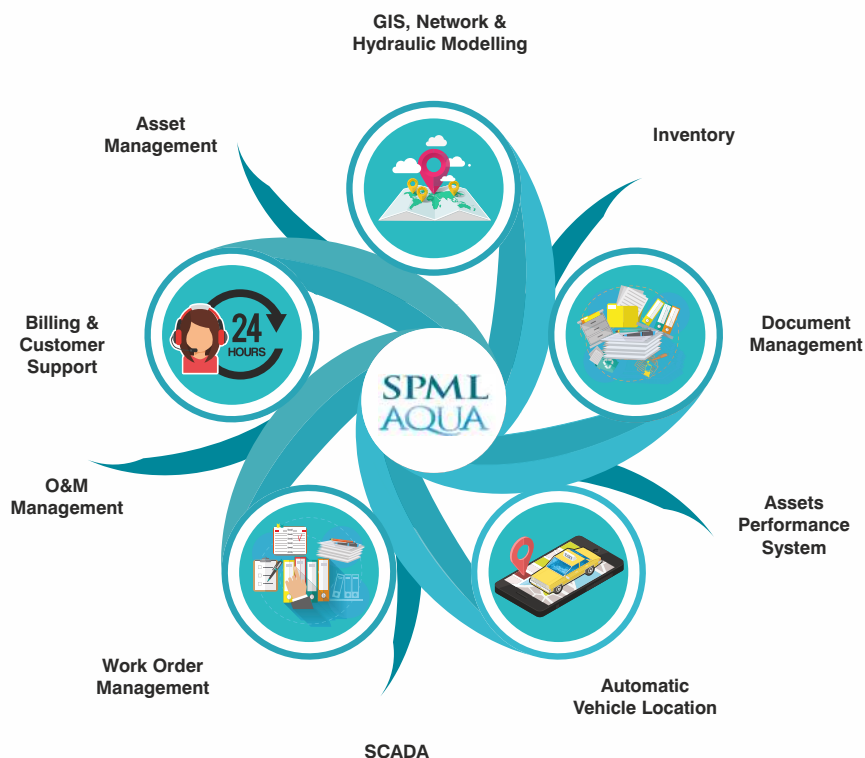 GIS, Network &
Hydraulic Modelling
Asset
Management
Inventory
Billing &
Customer
Support
24
HOURS
Document
Management
SPML
AQUA
O&M
Management
Assets
Performance
System
Work Order
Management
Automatic
Vehicle Location
SCADA